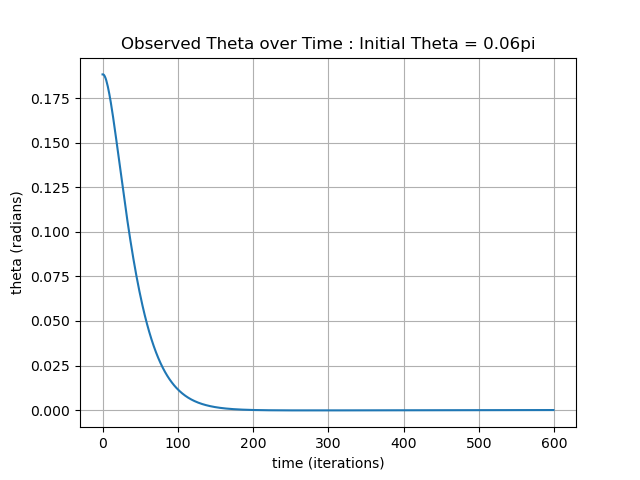 Observed Theta over Time : Initial Theta = 0.06pi
theta (radians)
0.175
0.150
0.125
0.100
0.075
0.050
0.025
0.000
0 100 200 300 400 500 600
time (iterations)